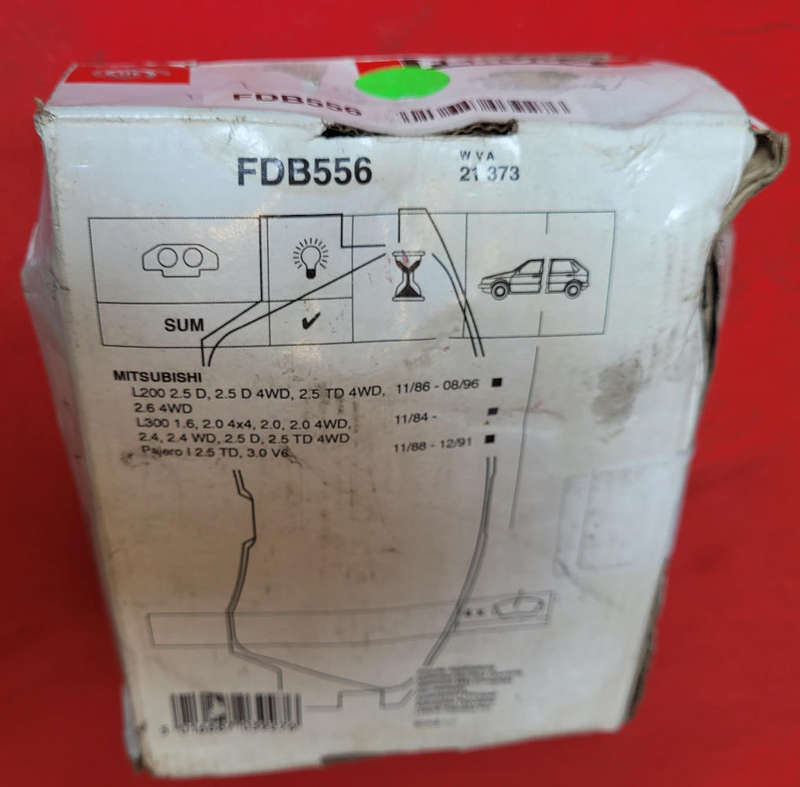 FDB556
FDB556
WVA
21 373
SUM
MITSUBISHI
L200 2.5 D, 2.5 D 4WD, 2.5 TD 4WD, 11/86 - 08/96
2.6 4WD
L300 1.6, 2.0 4x4, 2.0, 2.0 4WD, 11/84 -
2.4, 2.4 WD, 2.5 D, 2.5 TD 4WD
Pajero I 2.5 TD, 3.0 V6 11/88 - 12/91